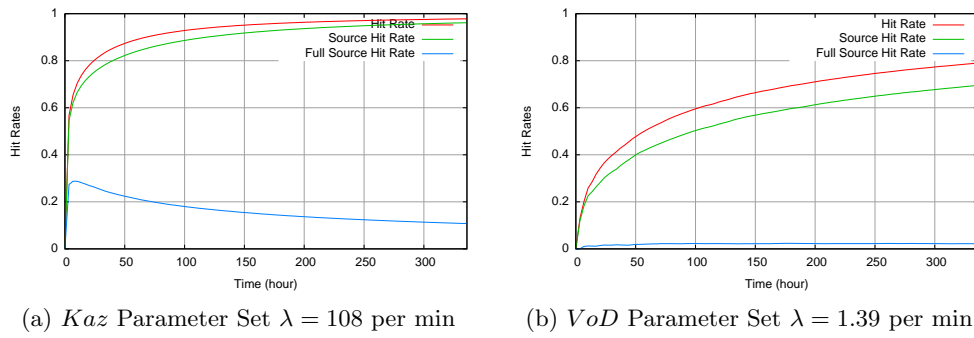 1
0.8
0.6
0.4
0.2
0
Hit Rates
0 50 100 150 200 250 300
Time (hour)
Hit Rate
Source Hit Rate
Full Source Hit Rate
(a) Kaz Parameter Set λ = 108 per min
1
0.8
0.6
0.4
0.2
0
Hit Rates
0 50 100 150 200 250 300
Time (hour)
Hit Rate
Source Hit Rate
Full Source Hit Rate
(b) VoD Parameter Set λ = 1.39 per min